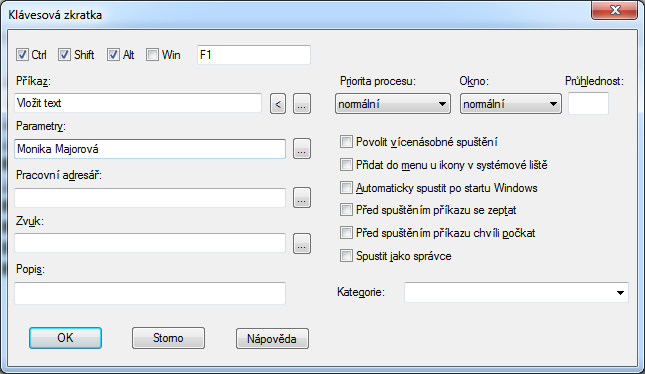 Klávesová zkratka
Ctrl Shift Alt Win F1
Příkaz: Priorita procesu: Okno: Průhlednost:
Vložit text < ... normální normální
Parametry:
Monika Majorová ...
Povolit vícenásobné spuštění
Přidat do menu u ikony v systémové liště
Pracovní adresář:
... Automaticky spustit po startu Windows
Před spuštěním příkazu se zeptat
Zvuk:
... Před spuštěním příkazu chvíli počkat
Spustit jako správce
Popis:
Kategorie:
OK Storno Nápověda